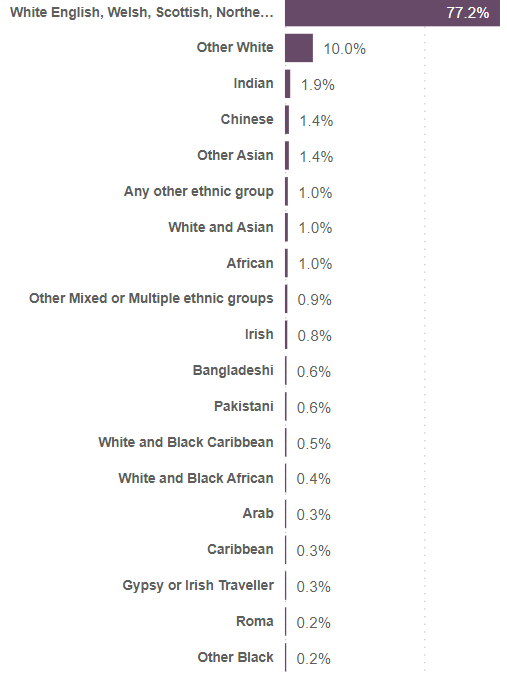 White English, Welsh, Scottish, Northe... 77.2%
Other White 10.0%
Indian 1.9%
Chinese 1.4%
Other Asian 1.4%
Any other ethnic group 1.0%
White and Asian 1.0%
African 1.0%
Other Mixed or Multiple ethnic groups 0.9%
Irish 0.8%
Bangladeshi 0.6%
Pakistani 0.6%
White and Black Caribbean 0.5%
White and Black African 0.4%
Arab 0.3%
Caribbean 0.3%
Gypsy or Irish Traveller 0.3%
Roma 0.2%
Other Black 0.2%